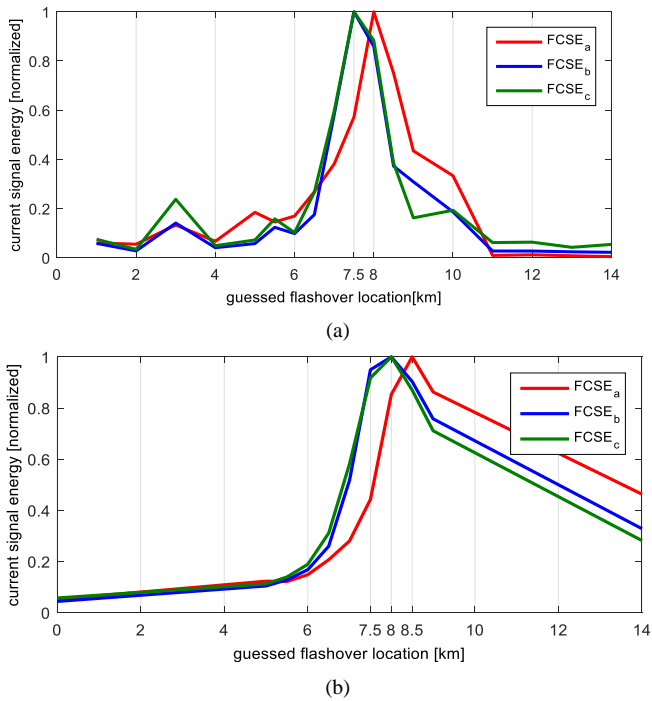 current signal energy [normalized]
1
0.8
0.6
0.4
0.2
0
FCSEa
FCSEb
FCSEc
0 2 4 6 7.5 8 10 12 14
guessed flashover location[km]
(a)
current signal energy [normalized]
1
0.8
0.6
0.4
0.2
0
FCSEa
FCSEb
FCSEc
0 2 4 6 7.5 8 8.5 10 12 14
guessed flashover location [km]
(b)